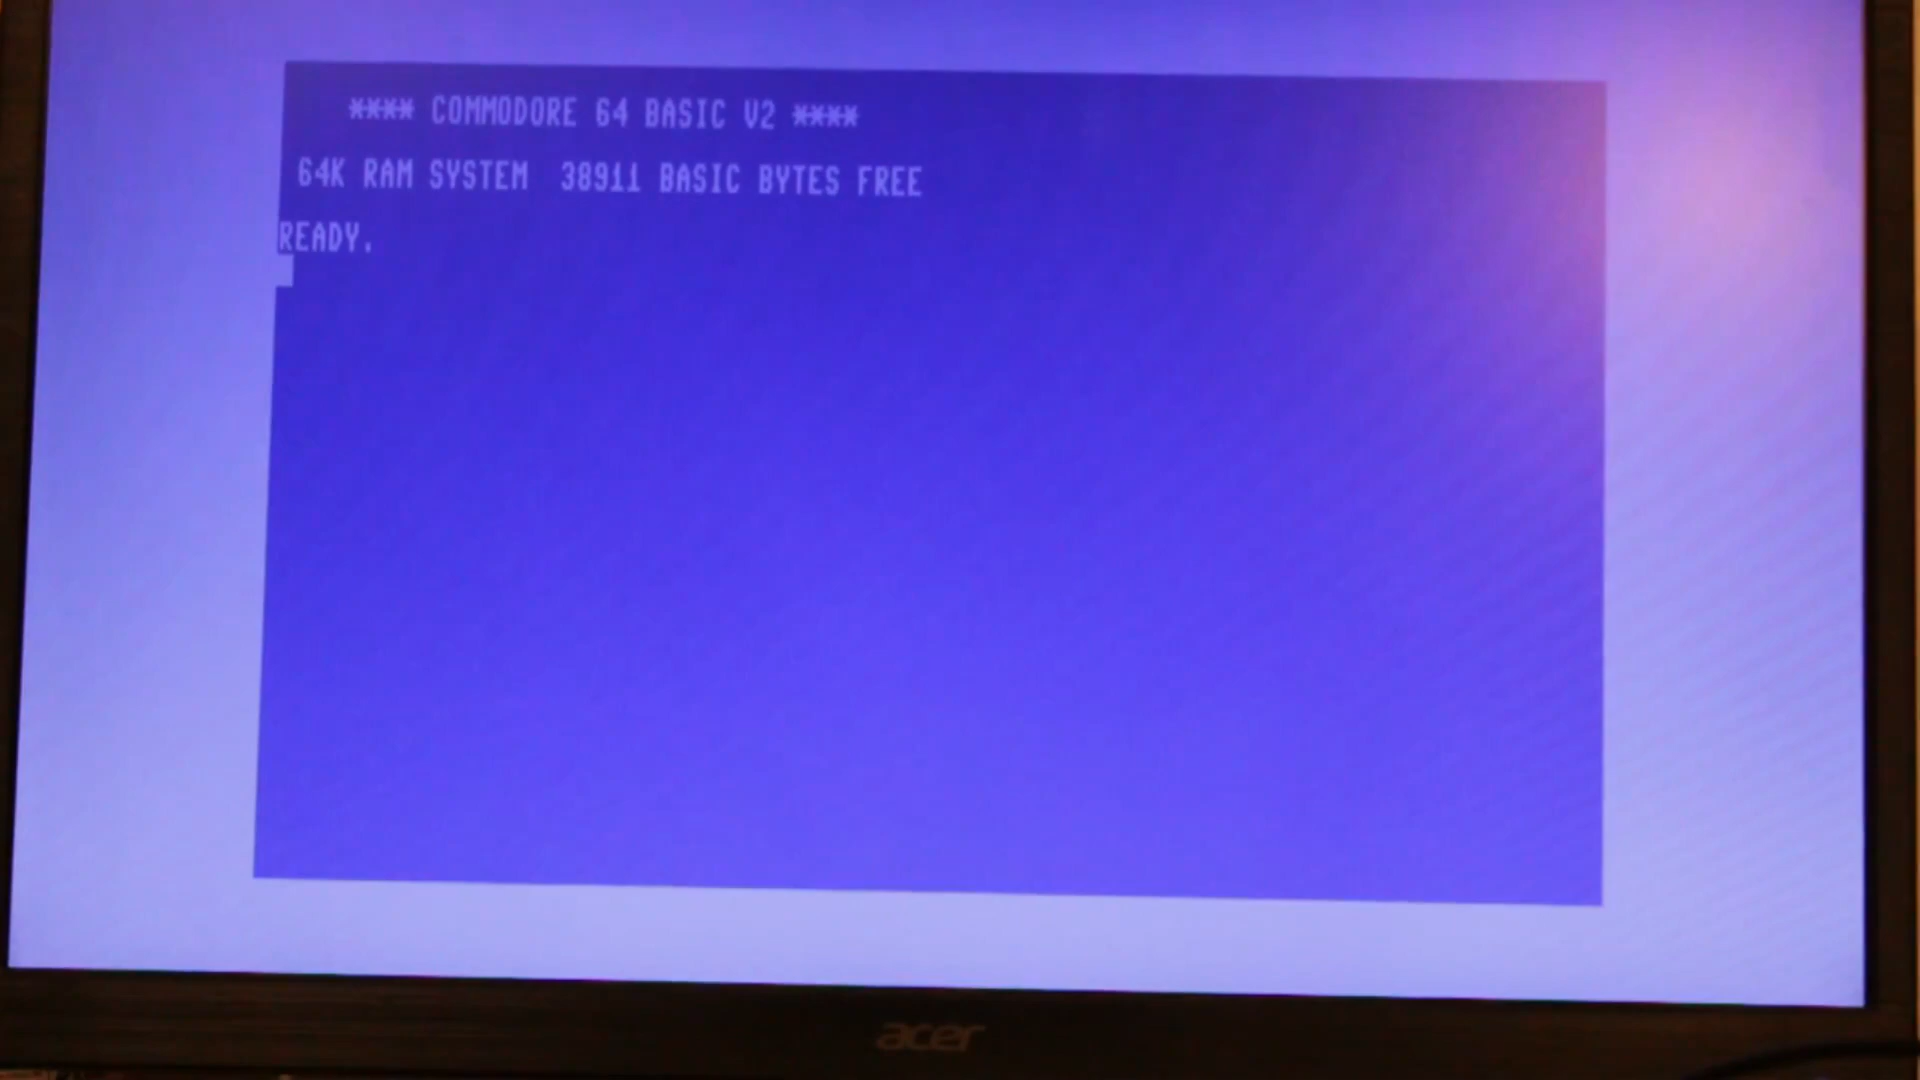 **** COMMODORE 64 BASIC V2 ****
64K RAM SYSTEM  38911 BASIC BYTES FREE
READY.
acer